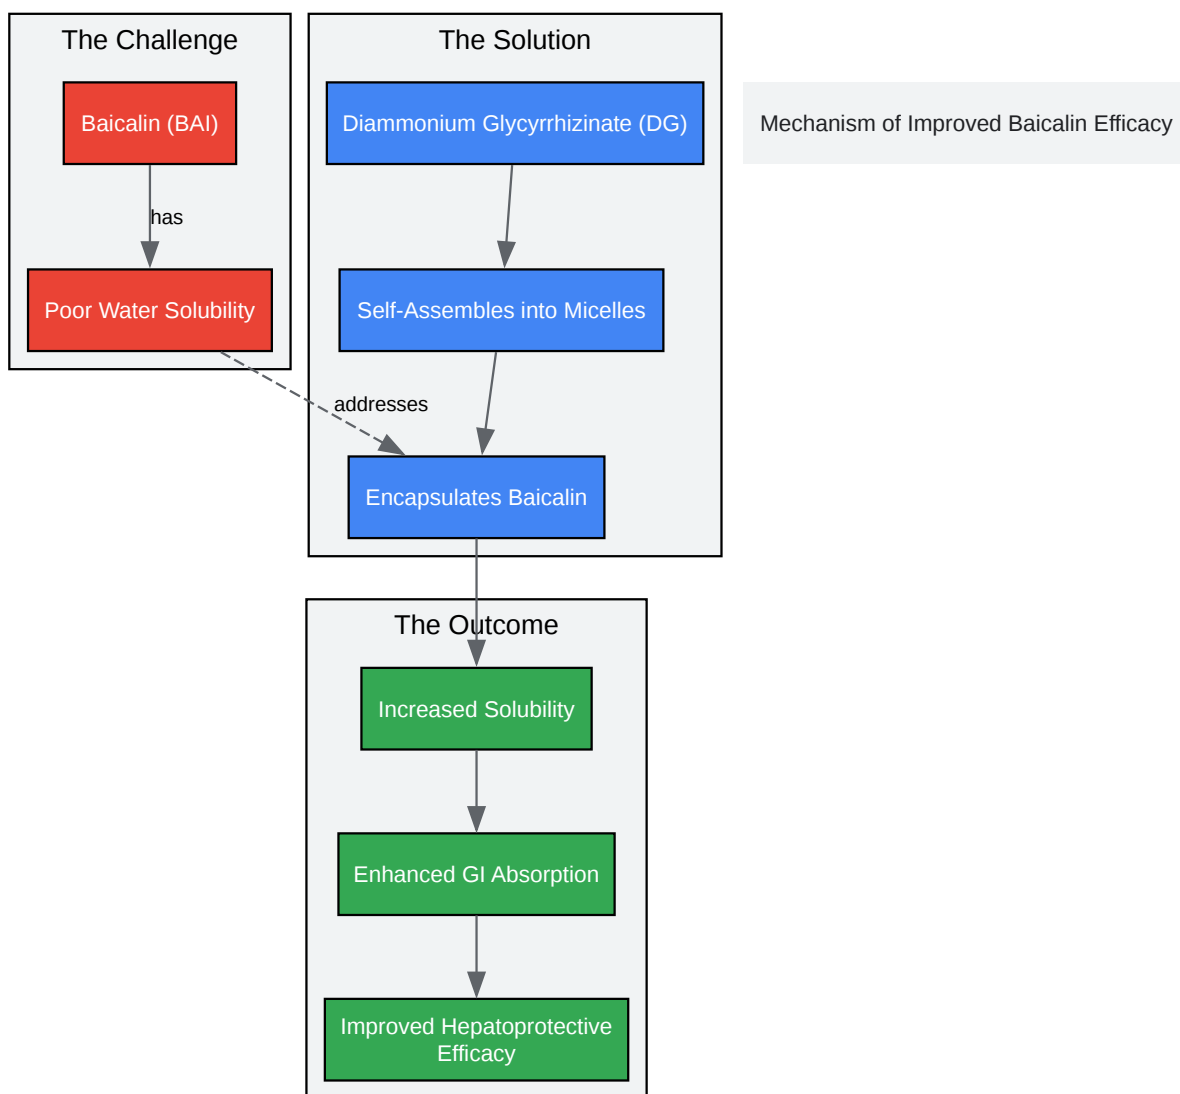 The Challenge
Baicalin (BAI)
has
Poor Water Solubility
The Solution
Diammonium Glycyrrhizinate (DG)
Self-Assembles into Micelles
addresses
Encapsulates Baicalin
Mechanism of Improved Baicalin Efficacy
The Outcome
Increased Solubility
Enhanced GI Absorption
Improved Hepatoprotective
Efficacy